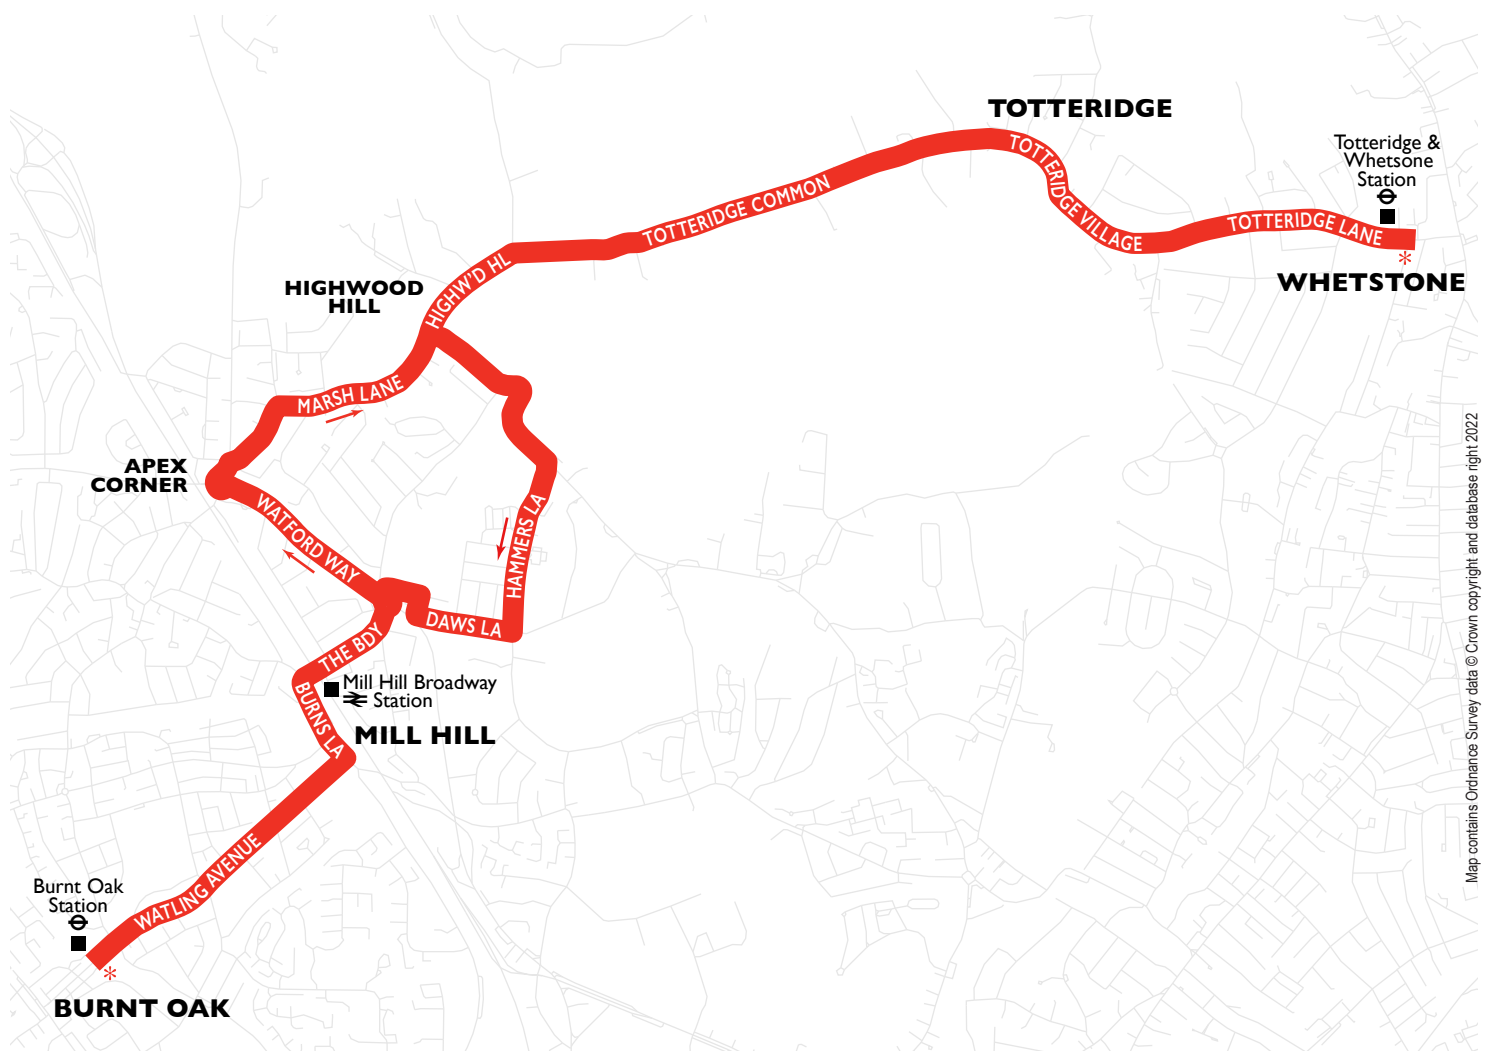 TOTTERIDGE
Totteridge &
Whetsone
Station
TOTTERIDGE VILLAGE
TOTTERIDGE COMMON
TOTTERIDGE LANE
*
WHETSTONE
HIGHW'D HL
HIGHWOOD
HILL
MARSH LANE
APEX
CORNER
WATFORD WAY
HAMMERS LA
DAWS LA
THE BDY
Mill Hill Broadway
Station
BURNS LA
MILL HILL
WATLING AVENUE
Burnt Oak
Station
*
BURNT OAK
Map contains Ordnance Survey data © Crown copyright and database right 2022